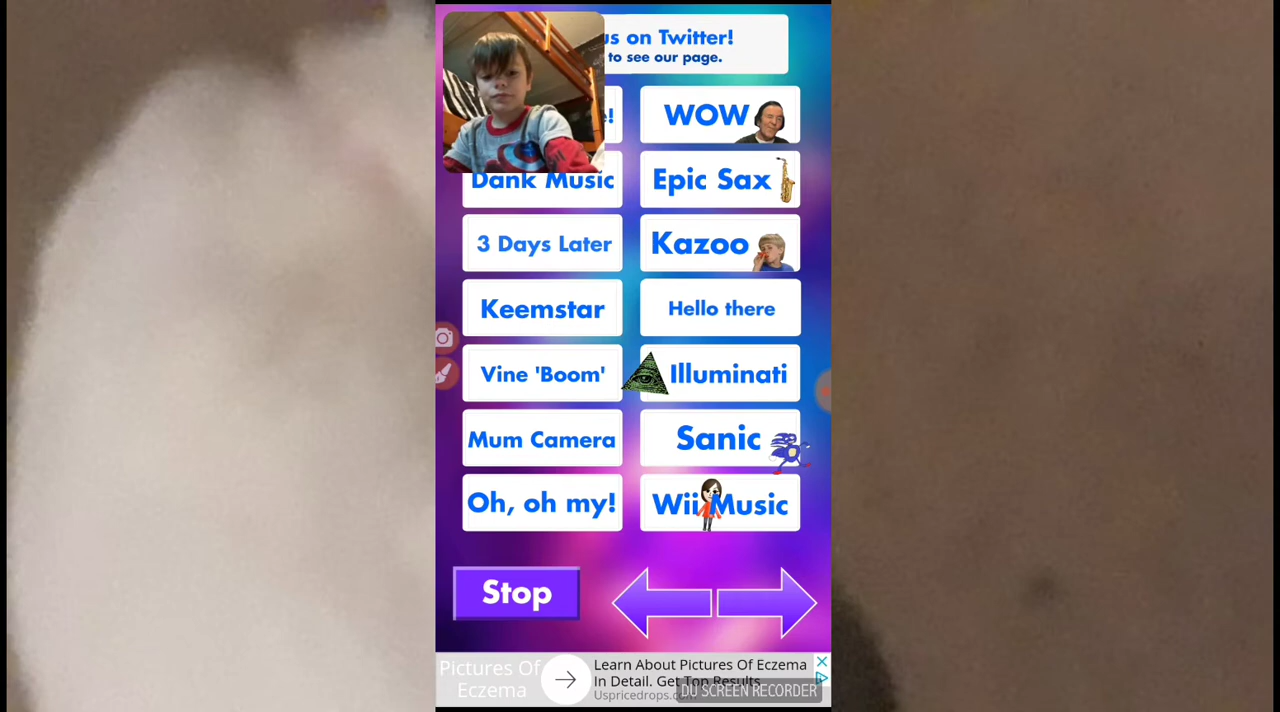 us on Twitter!
to see our page.
WOW
Dank Music
Epic Sax
3 Days Later
Kazoo
Keemstar
Hello there
Vine 'Boom'
Illuminati
Mum Camera
Sanic
Oh, oh my!
Wii Music
Stop
Pictures Of
Eczema
Learn About Pictures Of Eczema
In Detail. Get Top Results
DU SCREEN RECORDER